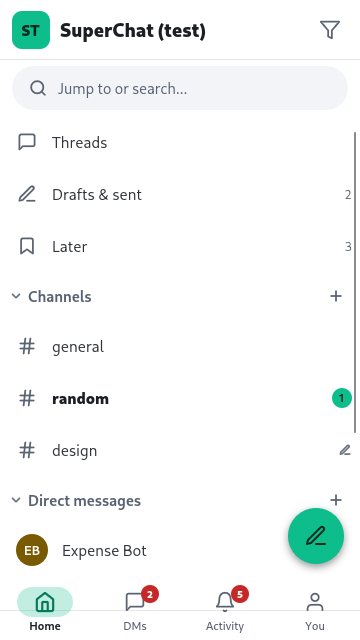 ST
SuperChat (test)
Jump to or search...
Threads
Drafts & sent 2
Later 3
Channels
general
random 1
design
Direct messages
EB Expense Bot
2 5
Home DMs Activity You